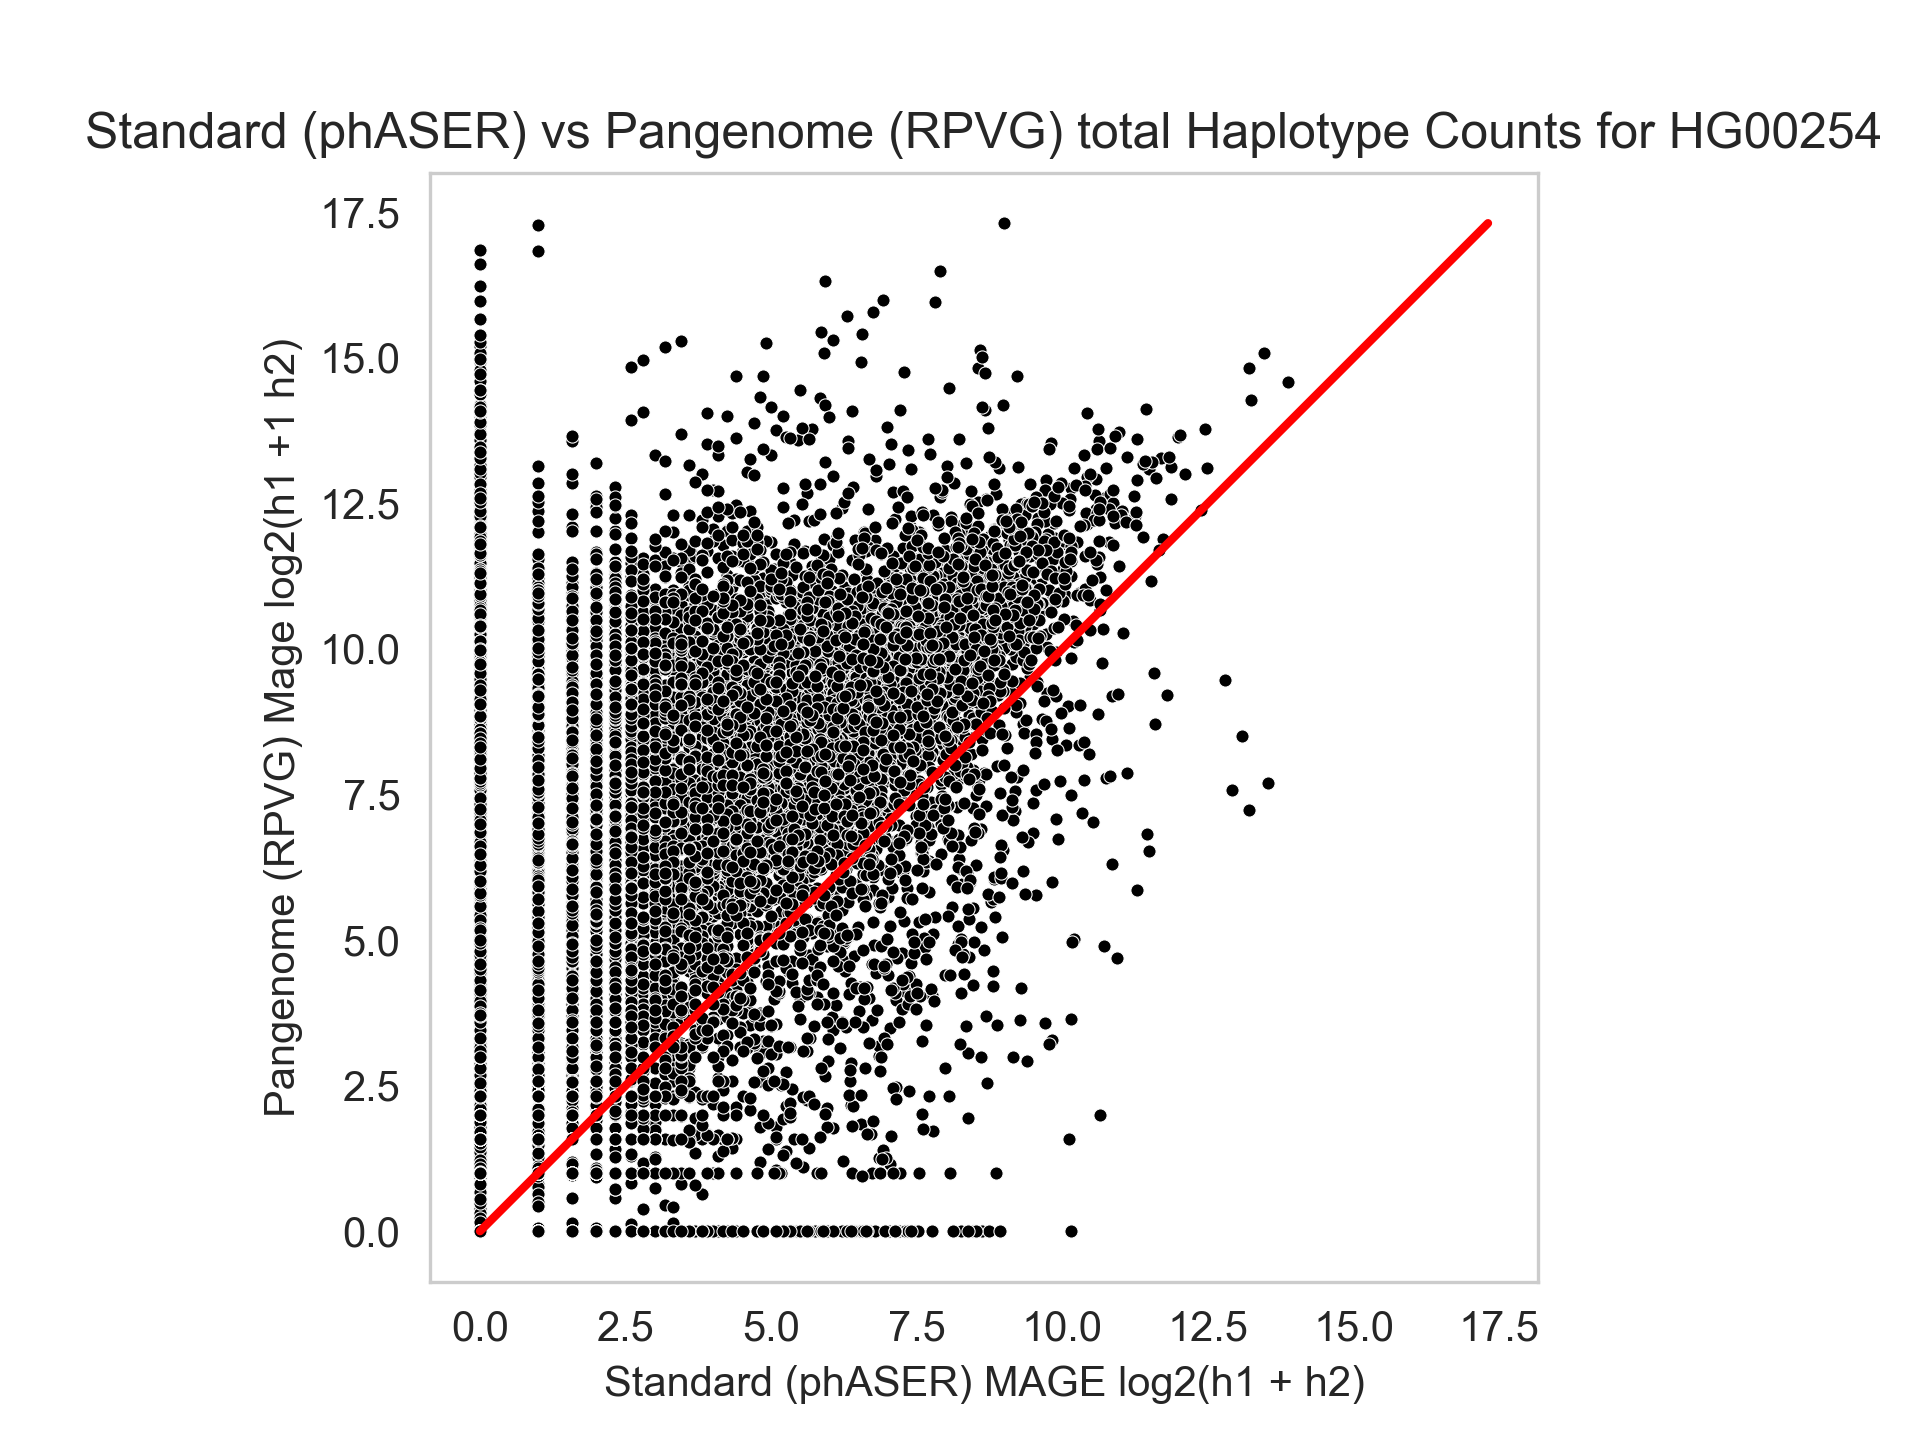 Standard (phASER) vs Pangenome (RPVG) total Haplotype Counts for HG00254
Pangenome (RPVG) Mage log2(h1 +1 h2)
17.5
15.0
12.5
10.0
7.5
5.0
2.5
0.0
0.0 2.5 5.0 7.5 10.0 12.5 15.0 17.5
Standard (phASER) MAGE log2(h1 + h2)